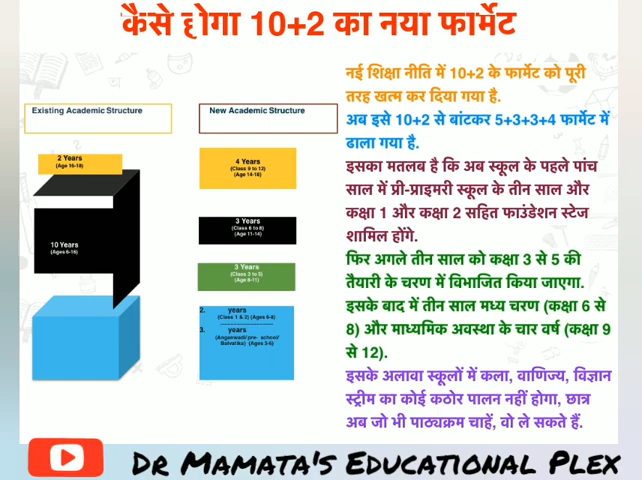 कैसे होगा 10+2 का नया फार्मेट
Existing Academic Structure
2 Years
(Age 16-18)
10 Years
(Ages 6-16)
New Academic Structure
4 Years
(Class 9 to 12)
(Age 14-18)
3 Years
(Class 6 to 8)
(Age 11-14)
3 Years
(Class 3 to 5)
(Age 8-11)
2. years
(Class 1 & 2) (Ages 6-8)
3. years
(Anganwadi/pre- school/
Balvatika) (Ages 3-6)
नई शिक्षा नीति में 10+2 के फार्मेट को पूरी
तरह खत्म कर दिया गया है.
अब इसे 10+2 से बांटकर 5+3+3+4 फार्मेट में
ढाला गया है.
इसका मतलब है कि अब स्कूल के पहले पांच
साल में प्री-प्राइमरी स्कूल के तीन साल और
कक्षा 1 और कक्षा 2 सहित फाउंडेशन स्टेज
शामिल होंगे.
फिर अगले तीन साल को कक्षा 3 से 5 की
तैयारी के चरण में विभाजित किया जाएगा.
इसके बाद में तीन साल मध्य चरण (कक्षा 6 से
8) और माध्यमिक अवस्था के चार वर्ष (कक्षा 9
से 12).
इसके अलावा स्कूलों में कला, वाणिज्य, विज्ञान
स्ट्रीम का कोई कठोर पालन नहीं होगा, छात्र
अब जो भी पाठ्यक्रम चाहें, वो ले सकते हैं.
DR MAMATA'S EDUCATIONAL PLEX